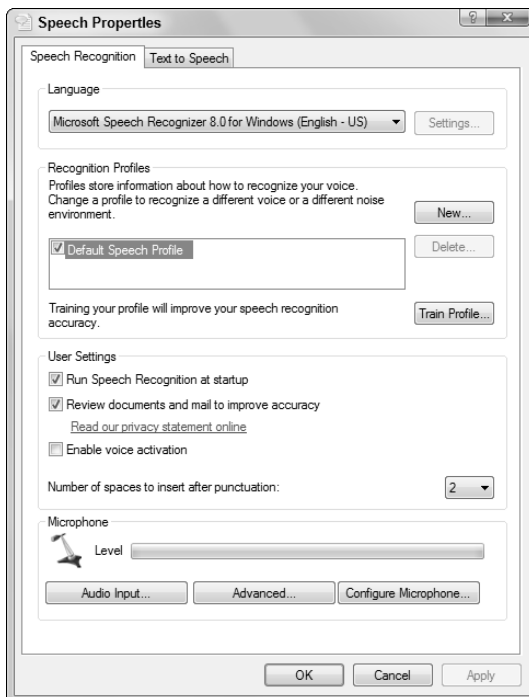 Speech Properties
Speech Recognition
Text to Speech
Language
Microsoft Speech Recognizer 8.0 for Windows (English - US)
Settings...
Recognition Profiles
Profiles store information about how to recognize your voice.
Change a profile to recognize a different voice or a different noise
environment.
New...
Default Speech Profile
Delete...
Training your profile will improve your speech recognition
accuracy.
Train Profile...
User Settings
Run Speech Recognition at startup
Review documents and mail to improve accuracy
Read our privacy statement online
Enable voice activation
Number of spaces to insert after punctuation:
2
Microphone
Level
Audio Input...
Advanced...
Configure Microphone...
OK
Cancel
Apply